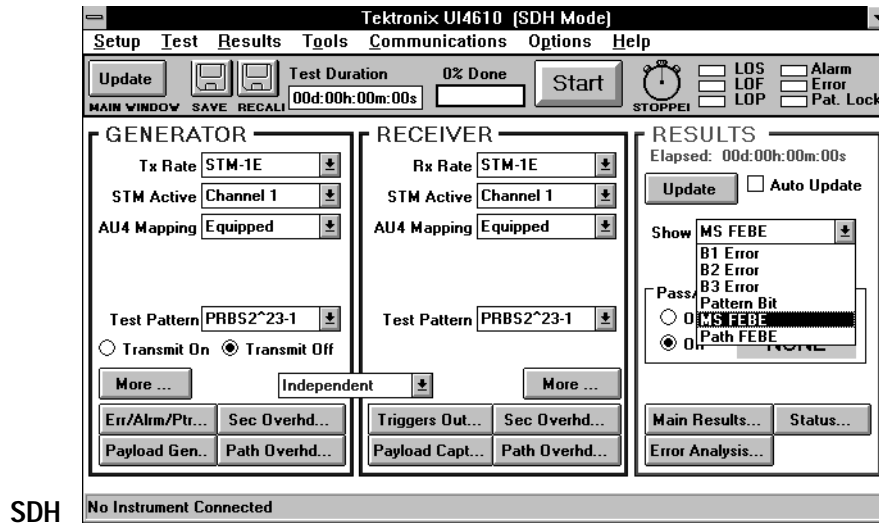 Tektronix UI4610 (SDH Mode)
Setup Test Results Tools Communications Options Help
Update
MAIN WINDOW SAVE RECALL
Test Duration
00d:00h:00m:00s
0% Done
Start
STOPPE
LOS
LOF
LOP
Alarm
Error
Pat. Lock
GENERATOR
Tx Rate STM-1E
STM Active Channel 1
AU4 Mapping Equipped
Test Pattern PRBS2^23-1
Transmit On Transmit Off
More ...
Err/Alrm/Ptr... Sec Overhd...
Payload Gen.. Path Overhd...
Independent
RECEIVER
Rx Rate STM-1E
STM Active Channel 1
AU4 Mapping Equipped
Test Pattern PRBS2^23-1
More ...
Triggers Out... Sec Overhd...
Payload Capt... Path Overhd...
RESULTS
Elapsed: 00d:00h:00m:00s
Update Auto Update
Show MS FEBE
B1 Error
B2 Error
B3 Error
Pattern Bit
MS FEBE
Path FEBE
Pass/
NONE
Main Results... Status...
Error Analysis...
SDH
No Instrument Connected